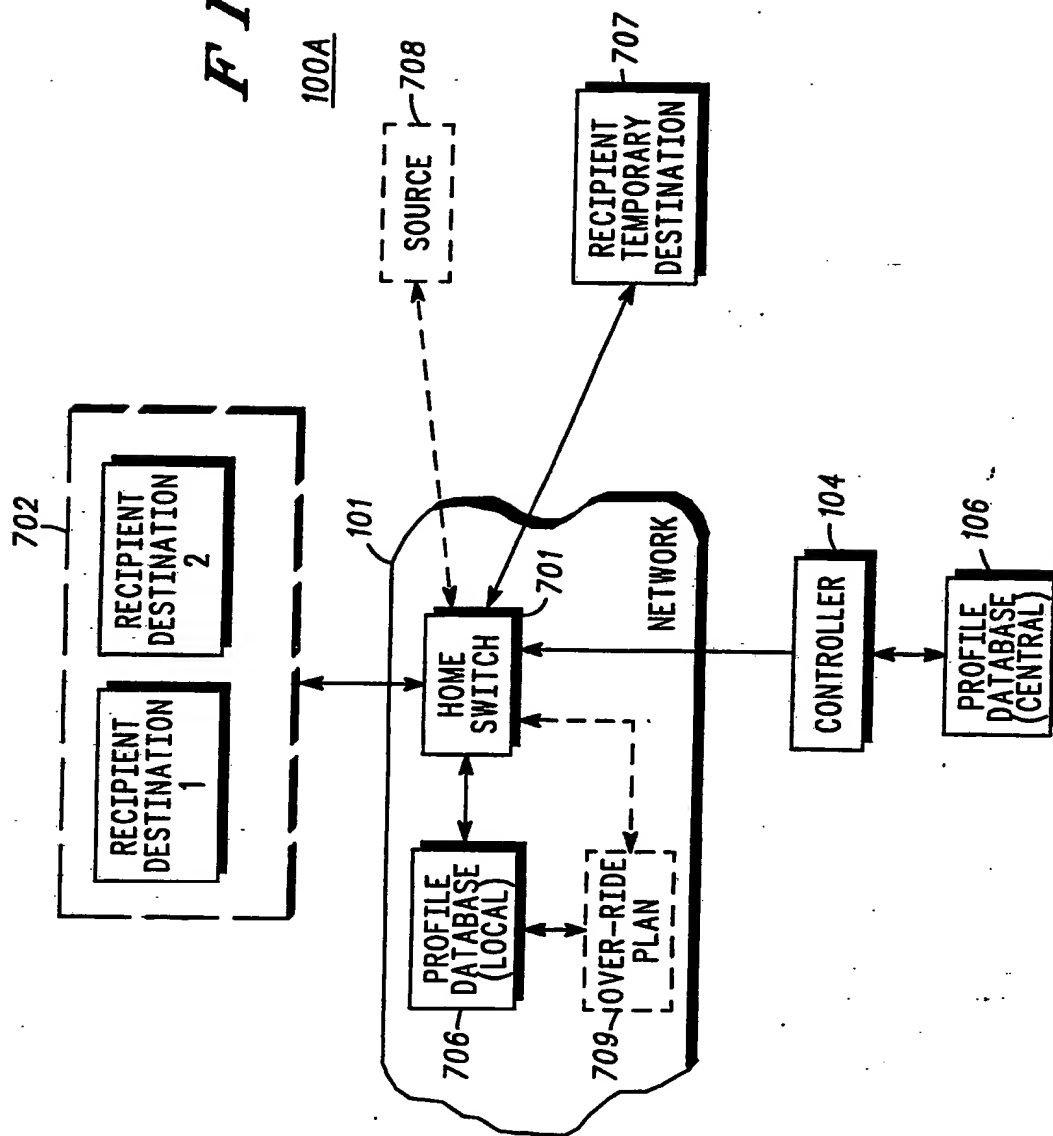 702
RECIPIENT
DESTINATION
1
RECIPIENT
DESTINATION
2
F I
100A
101
708
SOURCE
706
PROFILE
DATABASE
(LOCAL)
HOME
SWITCH
701
707
RECIPIENT
TEMPORARY
DESTINATION
709
OVER-RIDE
PLAN
NETWORK
104
CONTROLLER
106
PROFILE
DATABASE
(CENTRAL)